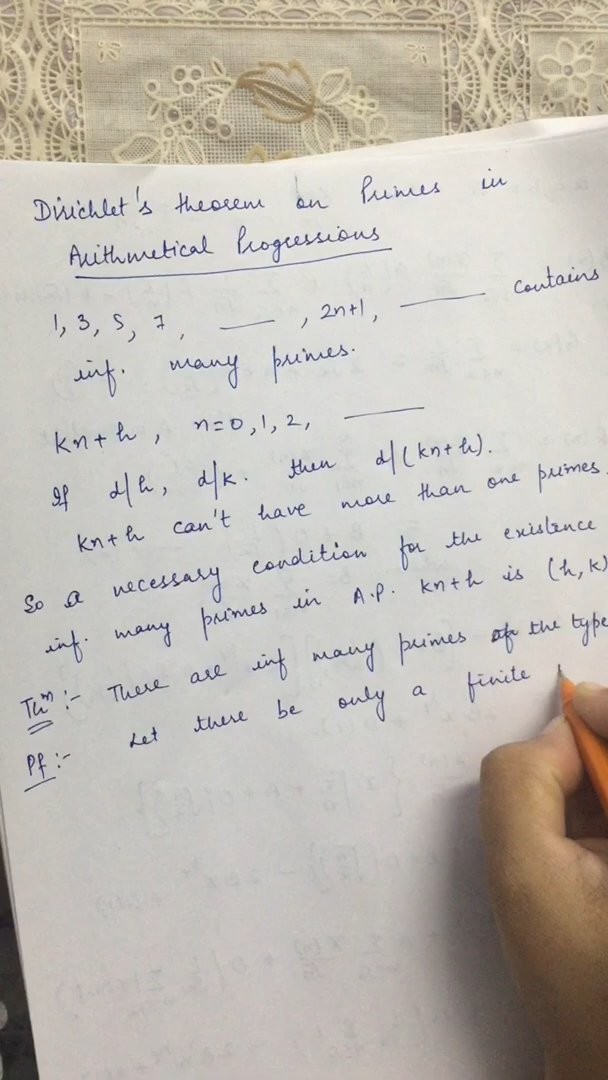 Dirichlet's theorem on Primes in
Arithmetical Progressions
1, 3, 5, 7, ___, 2n+1, ___ contains
inf. many primes.
kn+h, n=0,1,2, ___
If d/h, d/k. then d/(kn+h).
kn+h can't have more than one primes.
So a necessary condition for the existence
inf. many primes in A.P. kn+h is (h,k)
Thm :- There are inf many primes of the type
Pf :- Let there be only a finite